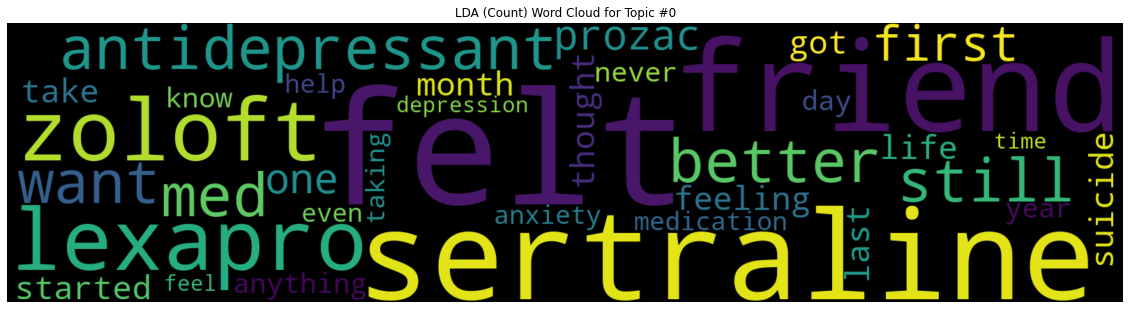 LDA (Count) Word Cloud for Topic #0
antidepressant
prozac
got
first
friend
take
know
help
month
never
depression
thought
day
zoloft
felt
taking
better
life
time
still
suicide
want
med
one
feeling
even
anxiety
medication
last
year
lexapro
sertraline
started
feel
anything